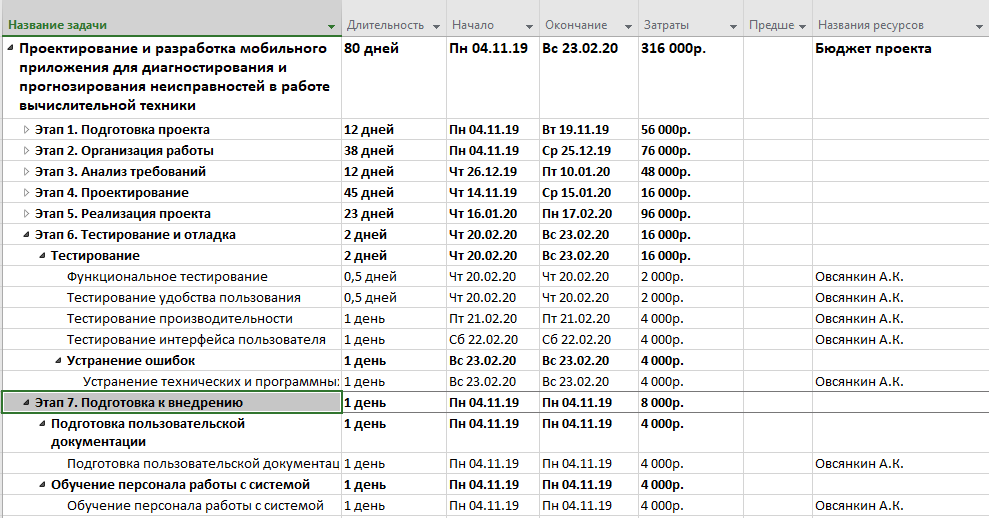 Название задачи Длительность Начало Окончание Затраты Предше Названия ресурсов
Проектирование и разработка мобильного 80 дней Пн 04.11.19 Вс 23.02.20 316 000р. Бюджет проекта
приложения для диагностирования и
прогнозирования неисправностей в работе
вычислительной техники
Этап 1. Подготовка проекта 12 дней Пн 04.11.19 Вт 19.11.19 56 000р.
Этап 2. Организация работы 38 дней Пн 04.11.19 Ср 25.12.19 76 000р.
Этап 3. Анализ требований 12 дней Чт 26.12.19 Пт 10.01.20 48 000р.
Этап 4. Проектирование 45 дней Чт 14.11.19 Ср 15.01.20 16 000р.
Этап 5. Реализация проекта 23 дней Чт 16.01.20 Пн 17.02.20 96 000р.
Этап 6. Тестирование и отладка 2 дней Чт 20.02.20 Вс 23.02.20 16 000р.
Тестирование 2 дней Чт 20.02.20 Вс 23.02.20 16 000р.
Функциональное тестирование 0,5 дней Чт 20.02.20 Чт 20.02.20 2 000р. Овсянкин А.К.
Тестирование удобства пользования 0,5 дней Чт 20.02.20 Чт 20.02.20 2 000р. Овсянкин А.К.
Тестирование производительности 1 день Пт 21.02.20 Пт 21.02.20 4 000р. Овсянкин А.К.
Тестирование интерфейса пользователя 1 день Сб 22.02.20 Сб 22.02.20 4 000р. Овсянкин А.К.
Устранение ошибок 1 день Вс 23.02.20 Вс 23.02.20 4 000р.
Устранение технических и программных 1 день Вс 23.02.20 Вс 23.02.20 4 000р. Овсянкин А.К.
Этап 7. Подготовка к внедрению 1 день Пн 04.11.19 Пн 04.11.19 8 000р.
Подготовка пользовательской 1 день Пн 04.11.19 Пн 04.11.19 4 000р.
документации
Подготовка пользовательской документац 1 день Пн 04.11.19 Пн 04.11.19 4 000р. Овсянкин А.К.
Обучение персонала работы с системой 1 день Пн 04.11.19 Пн 04.11.19 4 000р.
Обучение персонала работы с системой 1 день Пн 04.11.19 Пн 04.11.19 4 000р. Овсянкин А.К.